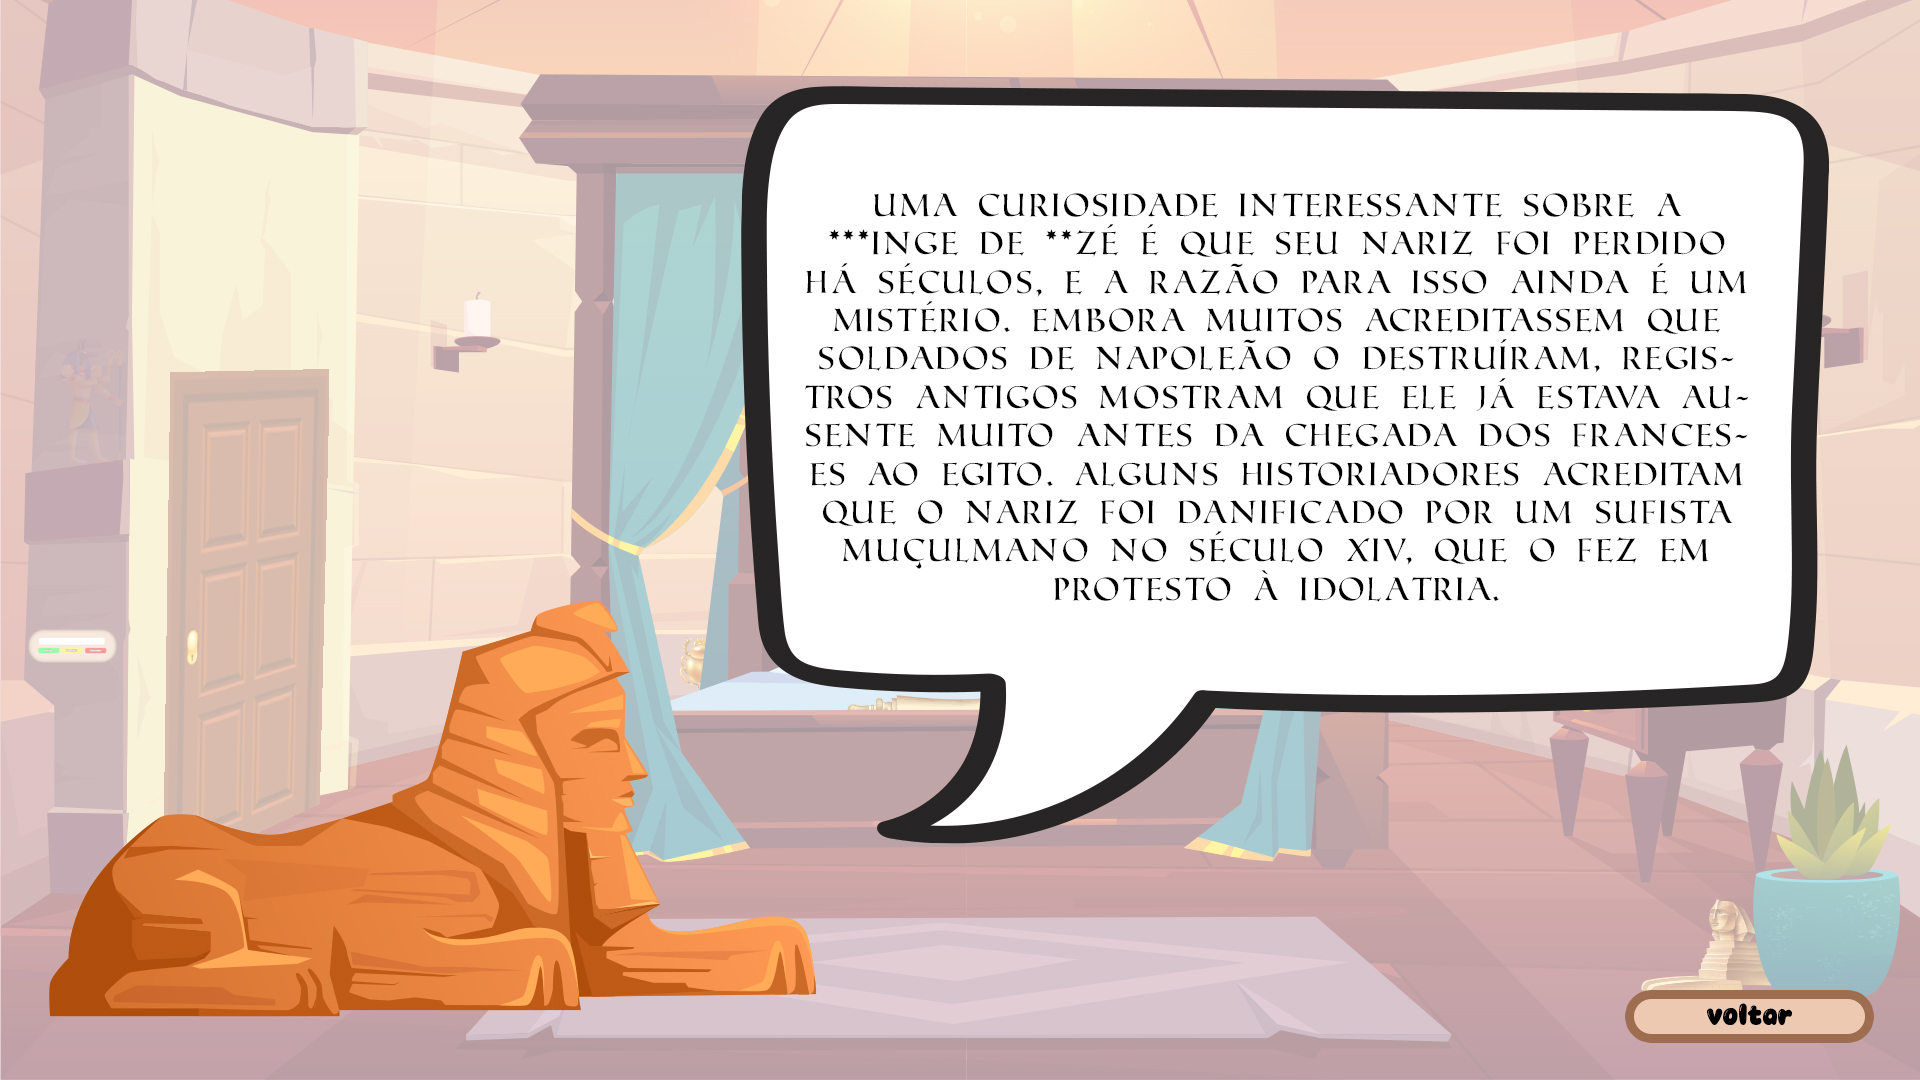 UMA CURIOSIDADE INTERESSANTE SOBRE A
***INGE DE **ZÉ É QUE SEU NARIZ FOI PERDIDO
HÁ SÉCULOS, E A RAZÃO PARA ISSO AINDA É UM
MISTÉRIO. EMBORA MUITOS ACREDITASSEM QUE
SOLDADOS DE NAPOLEÃO O DESTRUÍRAM, REGIS-
TROS ANTIGOS MOSTRAM QUE ELE JÁ ESTAVA AU-
SENTE MUITO ANTES DA CHEGADA DOS FRANCES-
ES AO EGITO. ALGUNS HISTORIADORES ACREDITAM
QUE O NARIZ FOI DANIFICADO POR UM SUFISTA
MUÇULMANO NO SÉCULO XIV, QUE O FEZ EM
PROTESTO À IDOLATRIA.
voltar